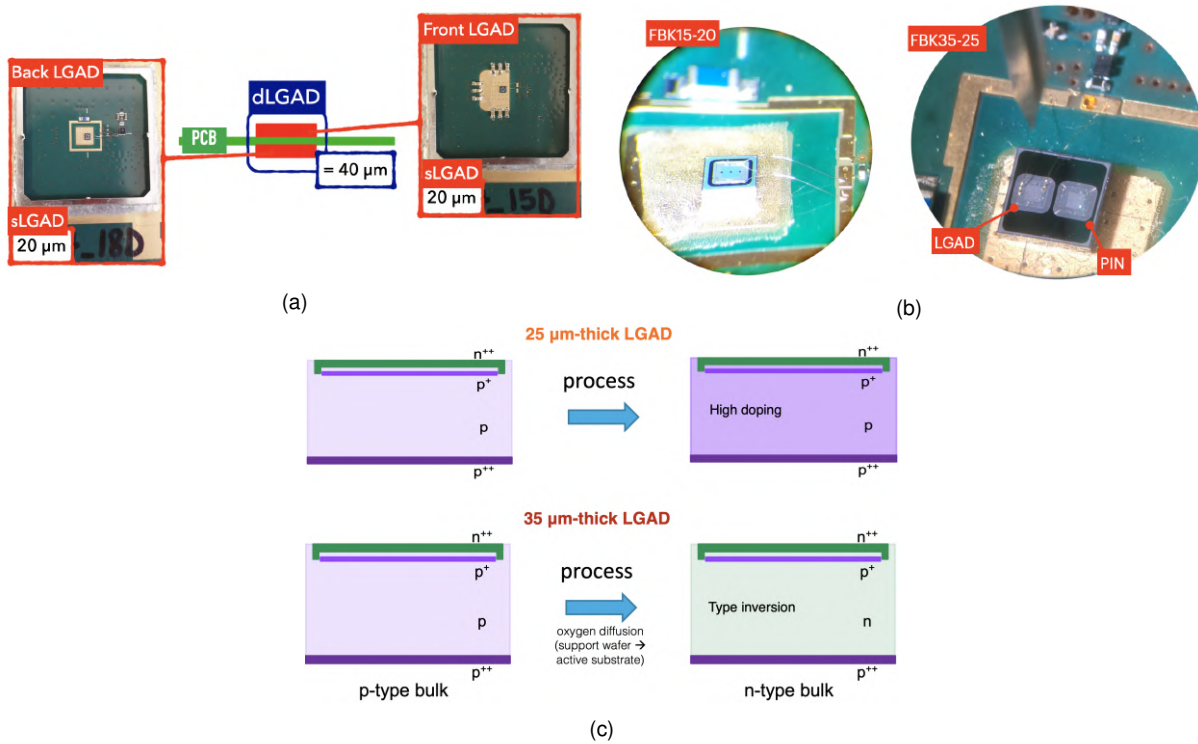 Back LGAD
sLGAD
20 µm
_18D
PCB
dLGAD
= 40 µm
Front LGAD
sLGAD
20 µm
_15D
(a)
FBK15-20
FBK35-25
LGAD
PIN
(b)
25 µm-thick LGAD
n++
p+
p
p++
process
n++
p+
High doping
p
p++
35 µm-thick LGAD
n++
p+
p
p++
p-type bulk
process
oxygen diffusion
(support wafer →
active substrate)
n++
p+
Type inversion
n
p++
n-type bulk
(c)